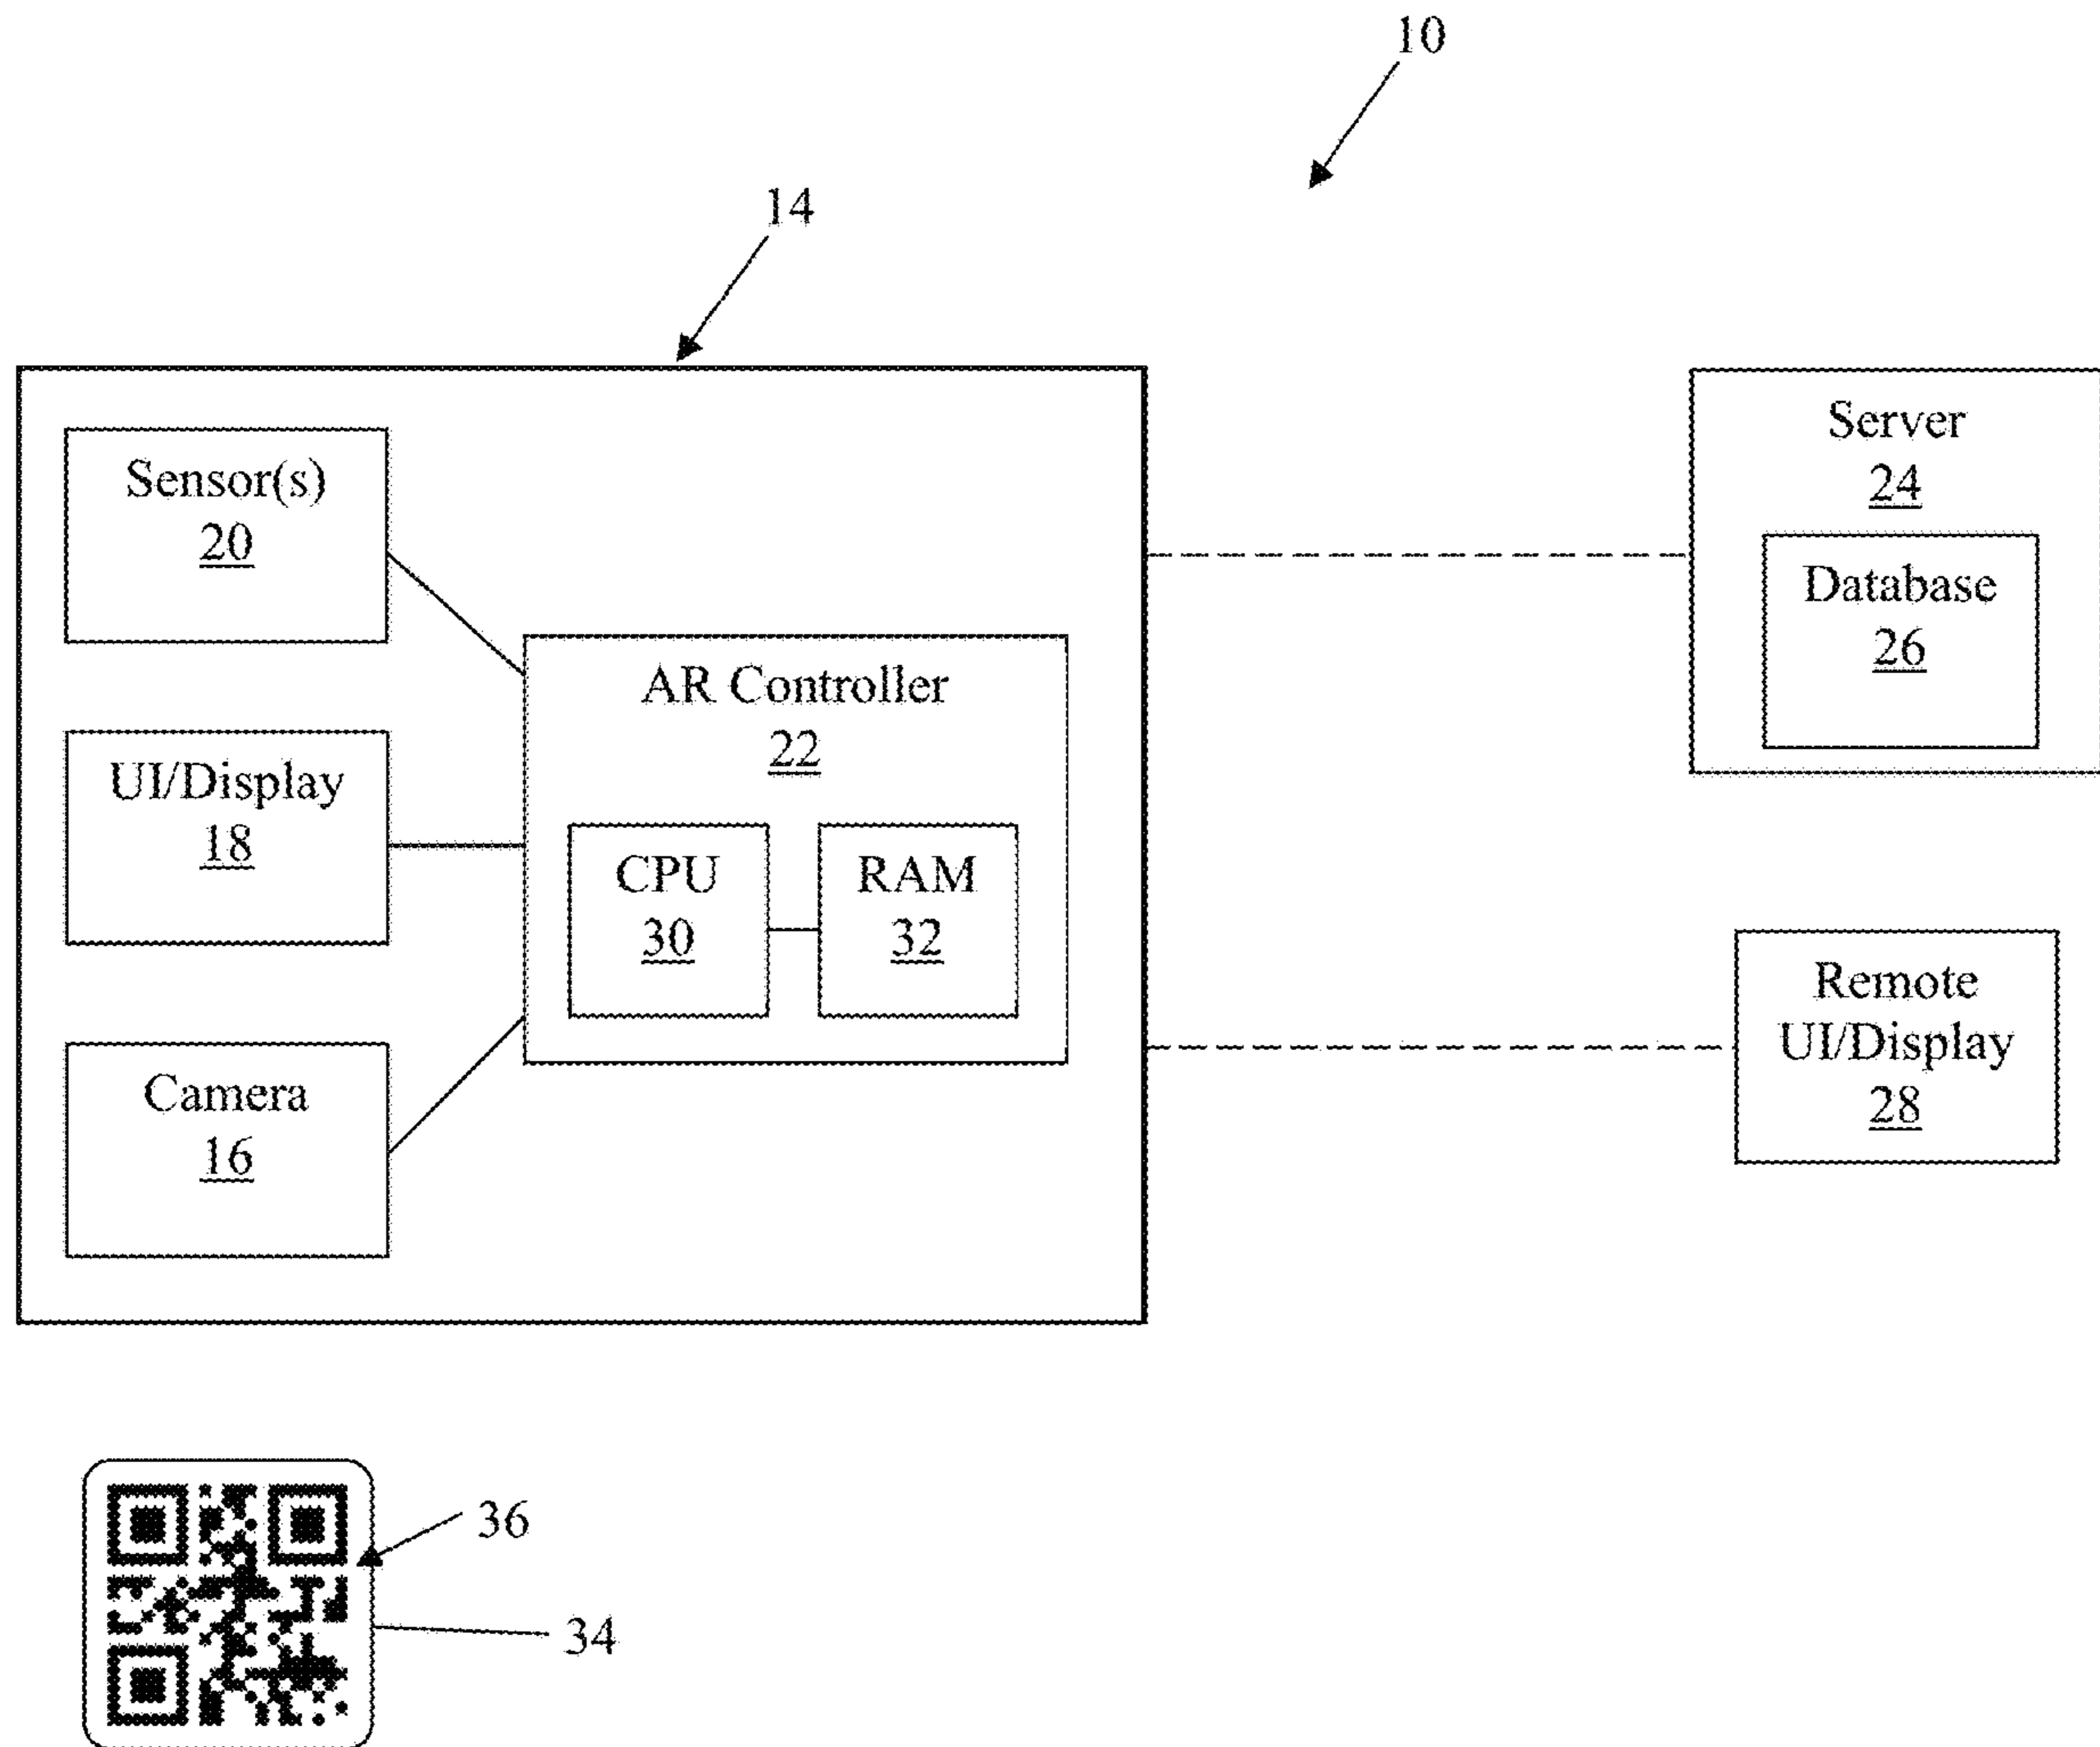 10
14
Sensor(s)
20
UI/Display
18
Camera
16
AR Controller
22
CPU
30
RAM
32
Server
24
Database
26
Remote
UI/Display
28
36
34